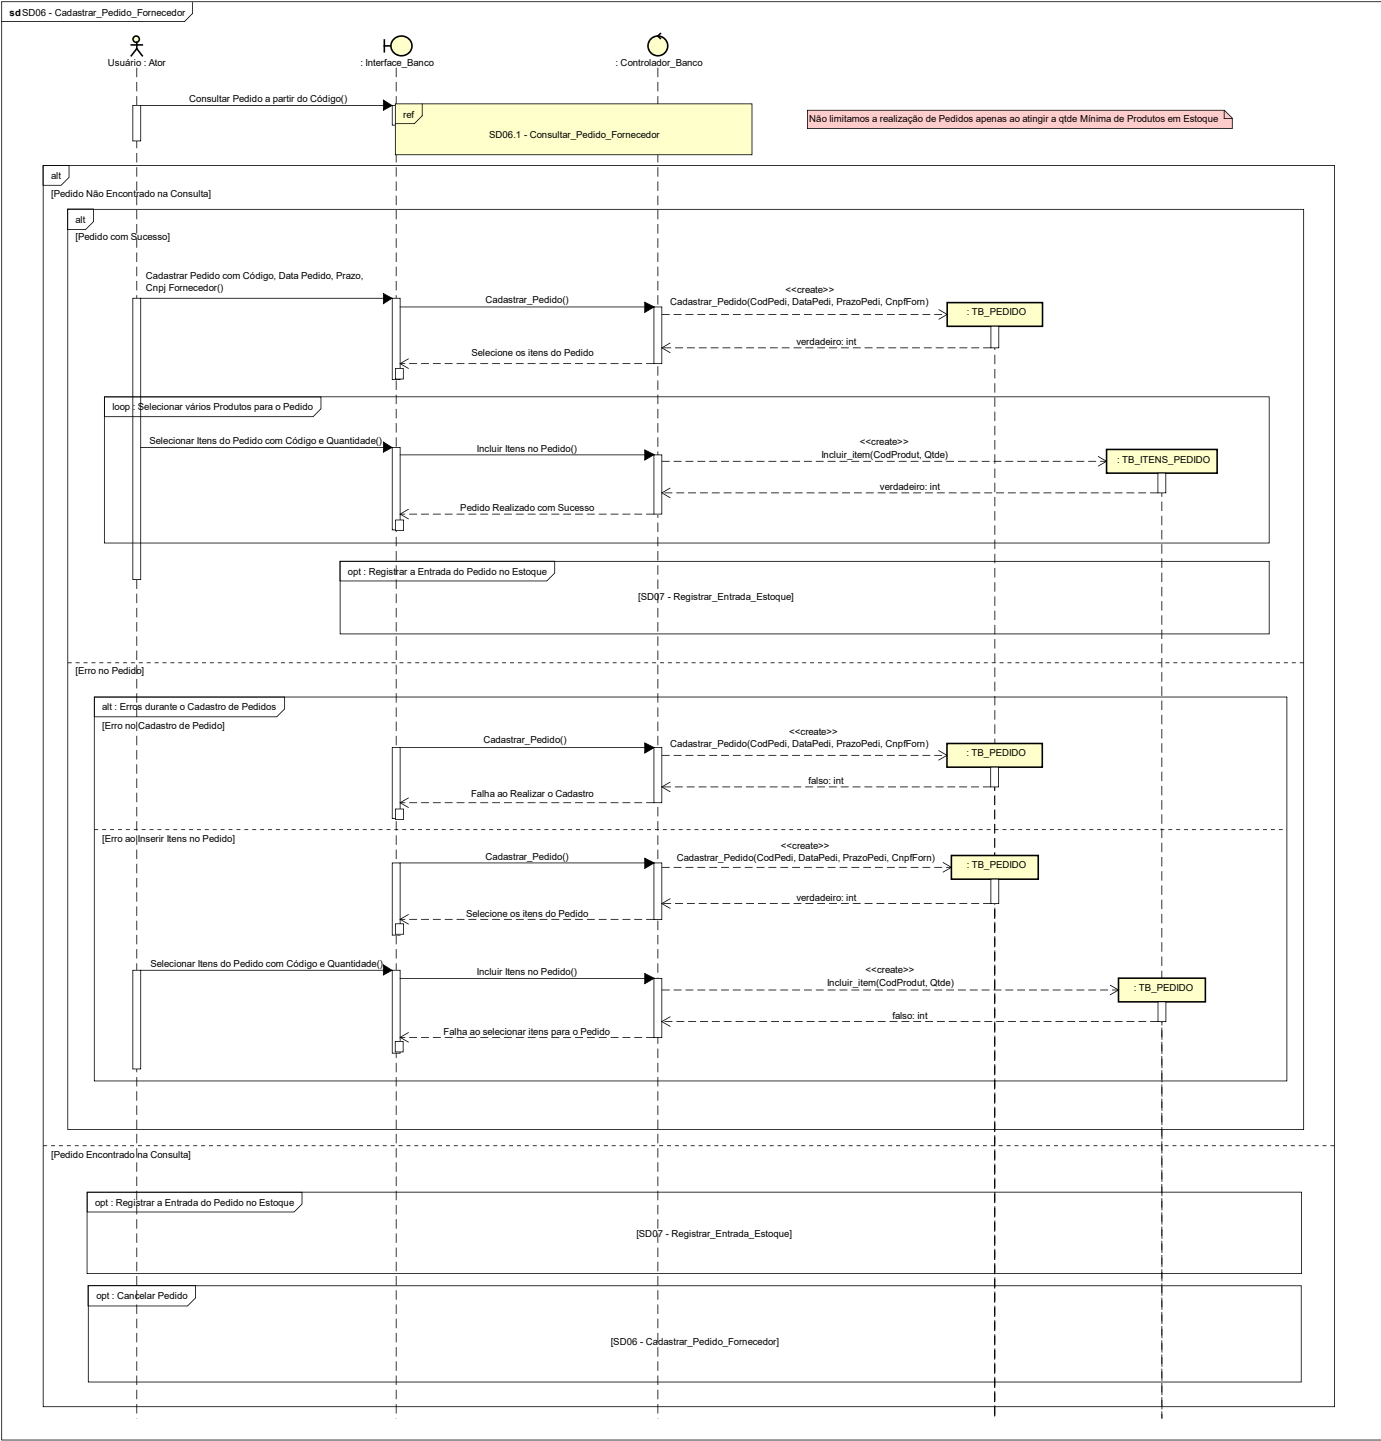 sd SD06 - Cadastrar_Pedido_Fornecedor
Usuário : Ator
: Interface_Banco
: Controlador_Banco
Consultar Pedido a partir do Código()
ref
SD06.1 - Consultar_Pedido_Fornecedor
Não limitamos a realização de Pedidos apenas ao atingir a qtde Mínima de Produtos em Estoque
alt
[Pedido Não Encontrado na Consulta]
alt
[Pedido com Sucesso]
Cadastrar Pedido com Código, Data Pedido, Prazo,
Cnpj Fornecedor()
Cadastrar_Pedido()
<<create>>
Cadastrar_Pedido(CodPedi, DataPedi, PrazoPedi, CnpfForn)
: TB_PEDIDO
verdadeiro: int
Selecione os itens do Pedido
loop : Selecionar vários Produtos para o Pedido
Selecionar Itens do Pedido com Código e Quantidade()
Incluir Itens no Pedido()
<<create>>
Incluir_item(CodProdut, Qtde)
: TB_ITENS_PEDIDO
verdadeiro: int
Pedido Realizado com Sucesso
opt : Registrar a Entrada do Pedido no Estoque
[SD07 - Registrar_Entrada_Estoque]
[Erro no Pedido]
alt : Erros durante o Cadastro de Pedidos
[Erro no Cadastro de Pedido]
Cadastrar_Pedido()
<<create>>
Cadastrar_Pedido(CodPedi, DataPedi, PrazoPedi, CnpfForn)
: TB_PEDIDO
falso: int
Falha ao Realizar o Cadastro
[Erro ao Inserir Itens no Pedido]
Cadastrar_Pedido()
<<create>>
Cadastrar_Pedido(CodPedi, DataPedi, PrazoPedi, CnpfForn)
: TB_PEDIDO
verdadeiro: int
Selecione os itens do Pedido
Selecionar Itens do Pedido com Código e Quantidade()
Incluir Itens no Pedido()
<<create>>
Incluir_item(CodProdut, Qtde)
: TB_PEDIDO
falso: int
Falha ao selecionar itens para o Pedido
[Pedido Encontrado na Consulta]
opt : Registrar a Entrada do Pedido no Estoque
[SD07 - Registrar_Entrada_Estoque]
opt : Cancelar Pedido
[SD06 - Cadastrar_Pedido_Fornecedor]